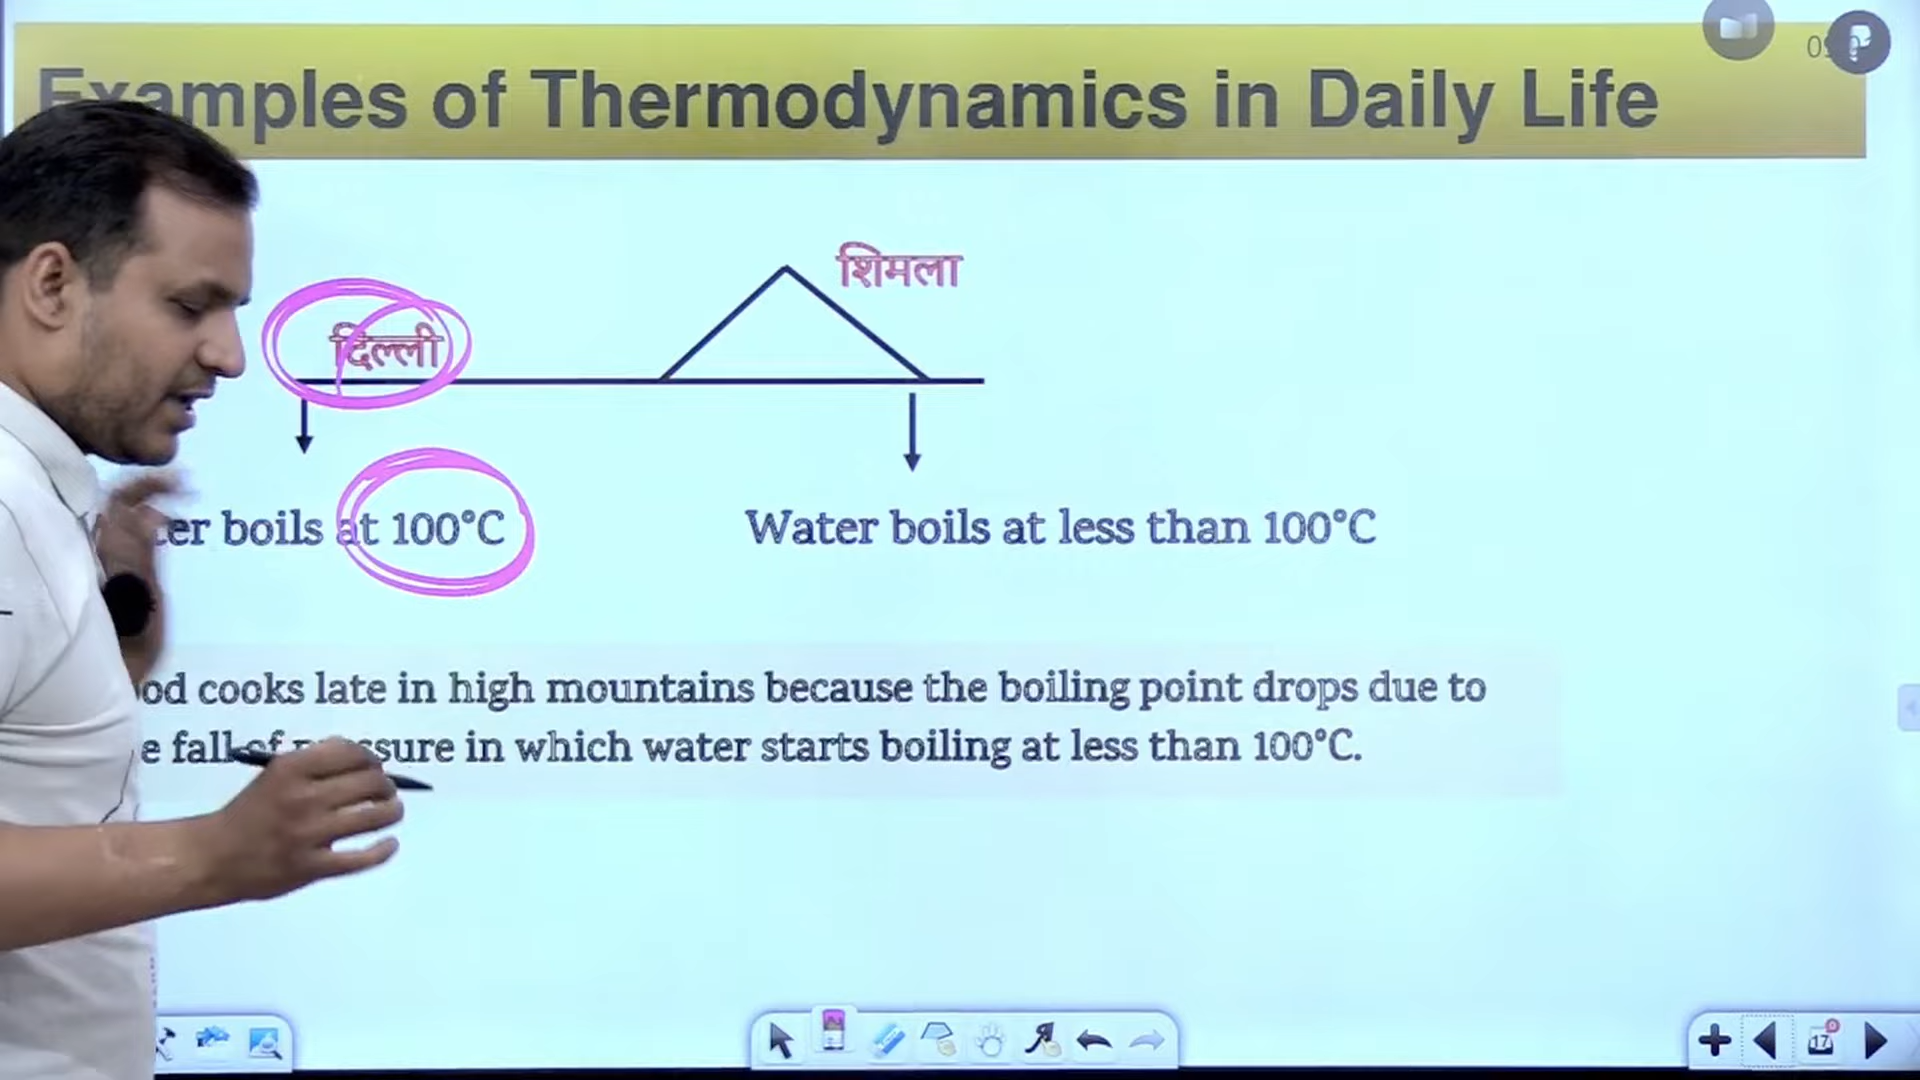 Examples of Thermodynamics in Daily Life
शिमला
दिल्ली
boils at 100°C
Water boils at less than 100°C
cooks late in high mountains because the boiling point drops due to
fall of pressure in which water starts boiling at less than 100°C.
17